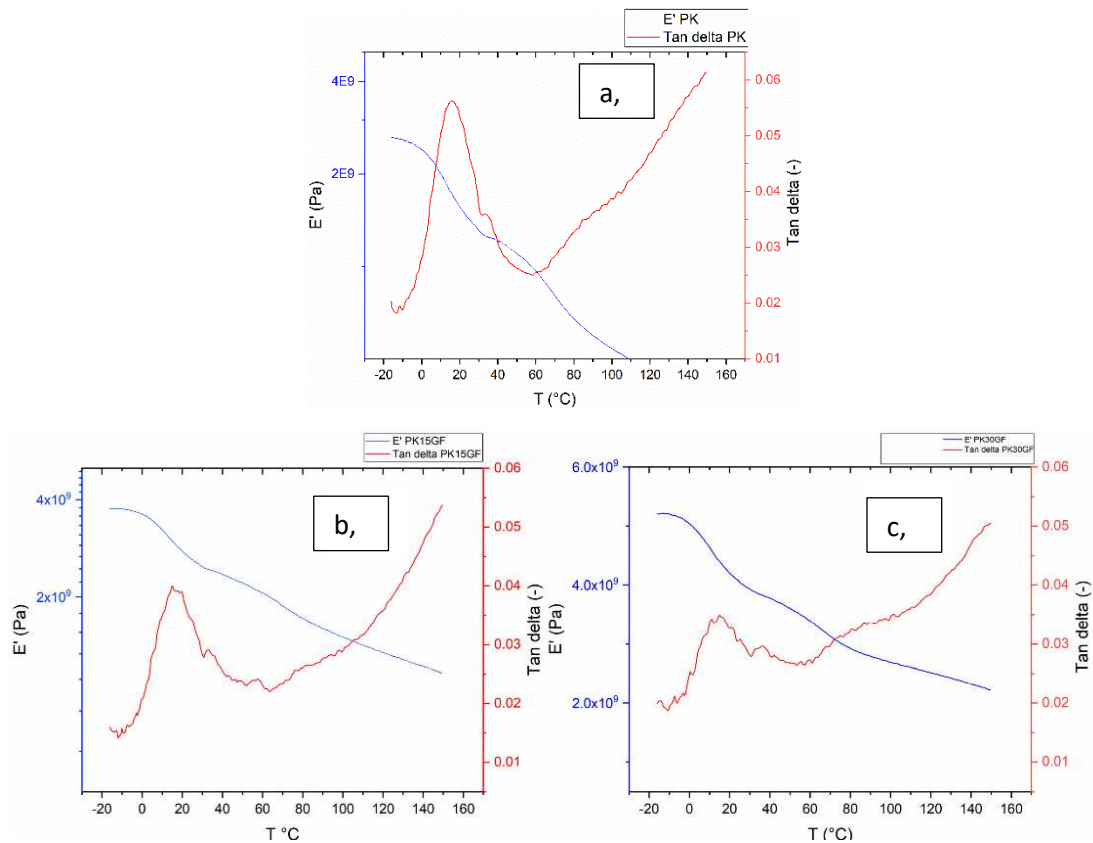 E' PK
Tan delta PK
a,
4E9
2E9
E' (Pa)
0.06
0.05
0.04
0.03
0.02
0.01
Tan delta (-)
-20 0 20 40 60 80 100 120 140 160
T (°C)
E' PK15GF
Tan delta PK15GF
b,
4x10⁹
2x10⁹
E' (Pa)
0.06
0.05
0.04
0.03
0.02
0.01
Tan delta (-)
-20 0 20 40 60 80 100 120 140 160
T °C
E' PK30GF
Tan delta PK30GF
c,
6.0x10⁹
4.0x10⁹
2.0x10⁹
E' (Pa)
0.06
0.05
0.04
0.03
0.02
0.01
Tan delta (-)
-20 0 20 40 60 80 100 120 140 160
T (°C)